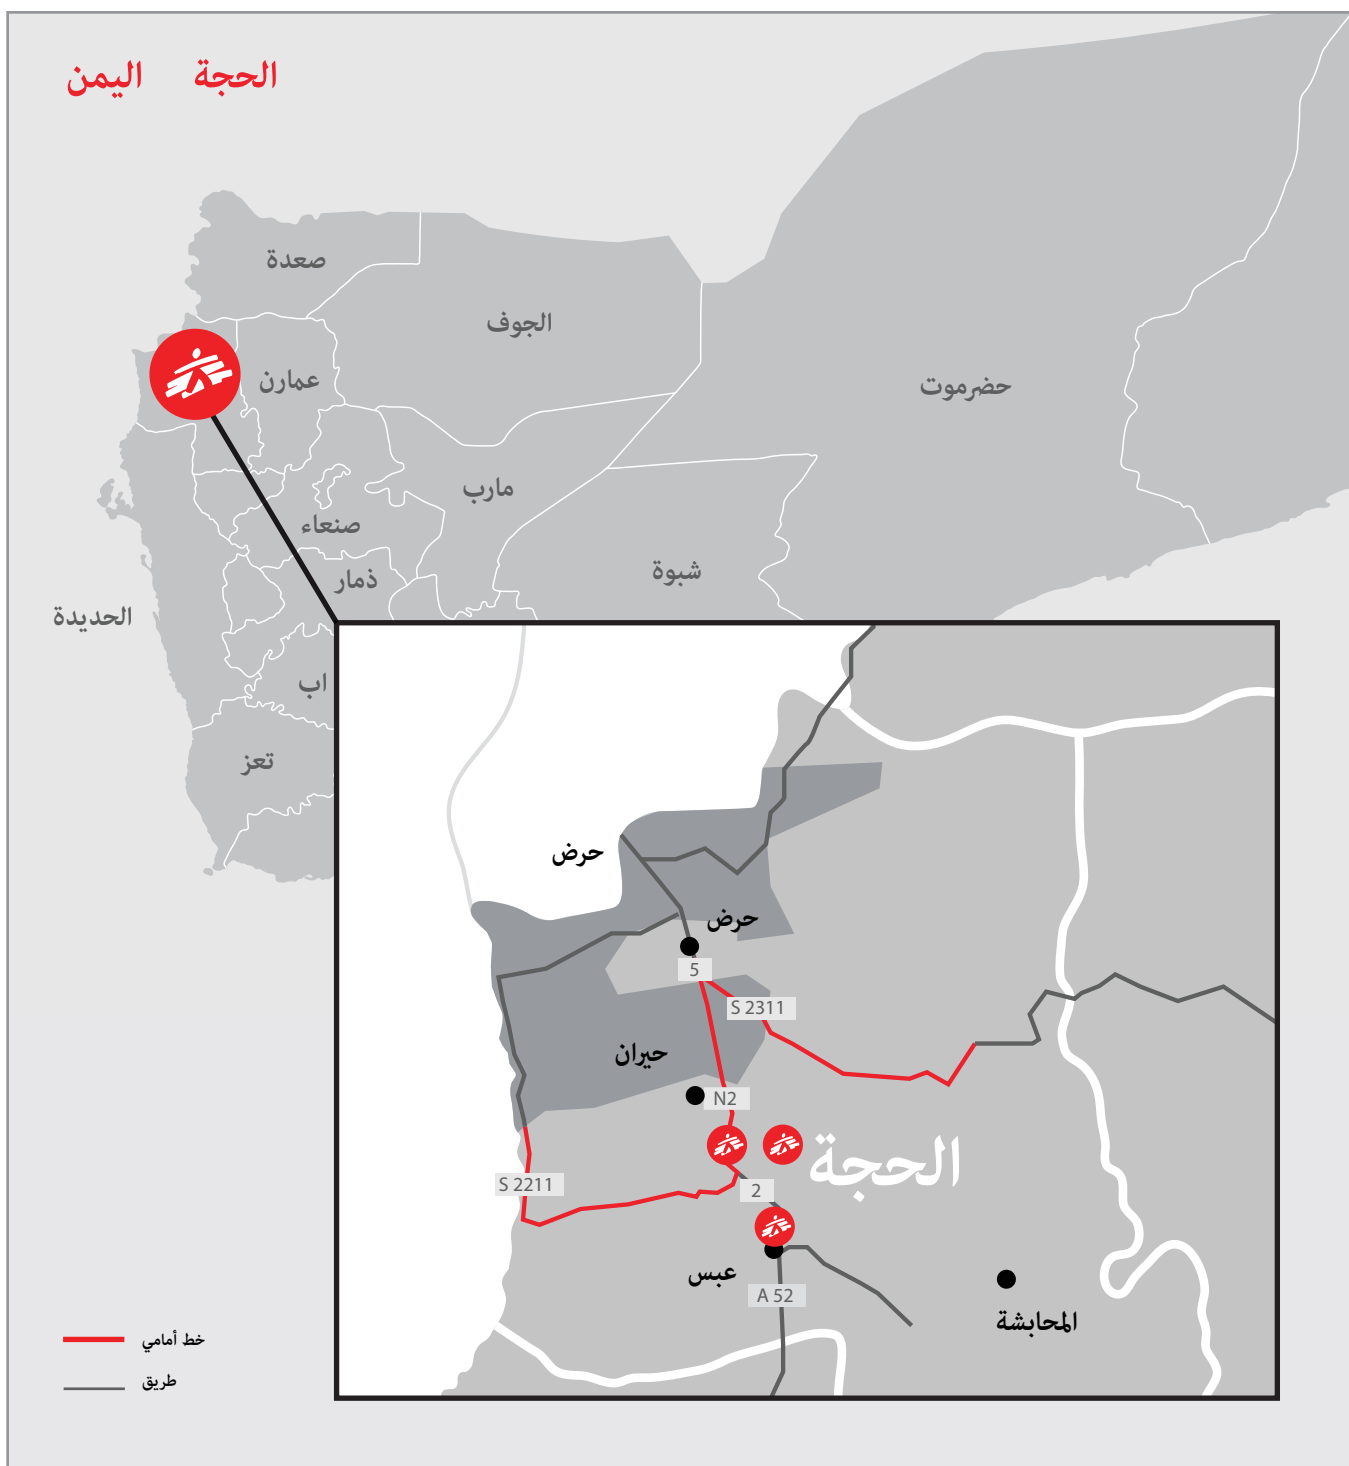 الحجة اليمن
صعدة
الجوف
عمارن
حضرموت
مارب
صنعاء
شبوة
ذمار
الحديدة
اب
تعز
حرض
حرض
5
S 2311
حيران
N2
الحجة
S 2211
2
عبس
A 52
المحابشة
خط أمامي
طريق